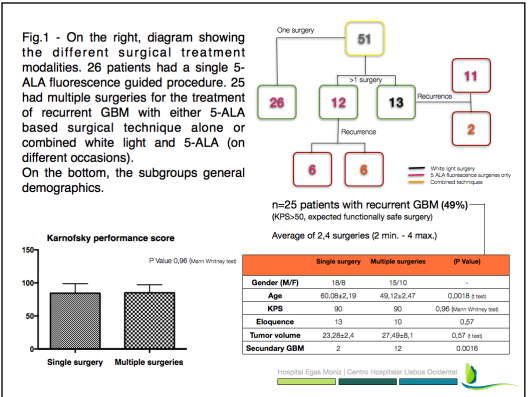 Fig.1 - On the right, diagram showing
the different surgical treatment
modalities. 26 patients had a single 5-
ALA fluorescence guided procedure. 25
had multiple surgeries for the treatment
of recurrent GBM with either 5-ALA
based surgical technique alone or
combined white light and 5-ALA (on
different occasions).
On the bottom, the subgroups general
demographics.
One surgery
51
>1 surgery
26
12
13
Recurrence
11
2
Recurrence
6
6
White light surgery
5 ALA fluorescence surgeries only
Combined techniques
n=25 patients with recurrent GBM (49%)
(KPS>50, expected functionally safe surgery)
Average of 2,4 surgeries (2 min. - 4 max.)
Karnofsky performance score
P Value 0,96 (Mann Whitney test)
150
100
50
0
Single surgery Multiple surgeries
Single surgery Multiple surgeries (P Value)
Gender (M/F) 18/8 15/10 -
Age 60,08±2,19 49,12±2,47 0,0018 (t test)
KPS 90 90 0,96 (Mann Whitney test)
Eloquence 13 10 0,57
Tumor volume 23,28±2,4 27,49±8,1 0,57 (t test)
Secundary GBM 2 12 0.0016
Hospital Egas Moniz | Centro Hospitalar Lisboa Ocidental